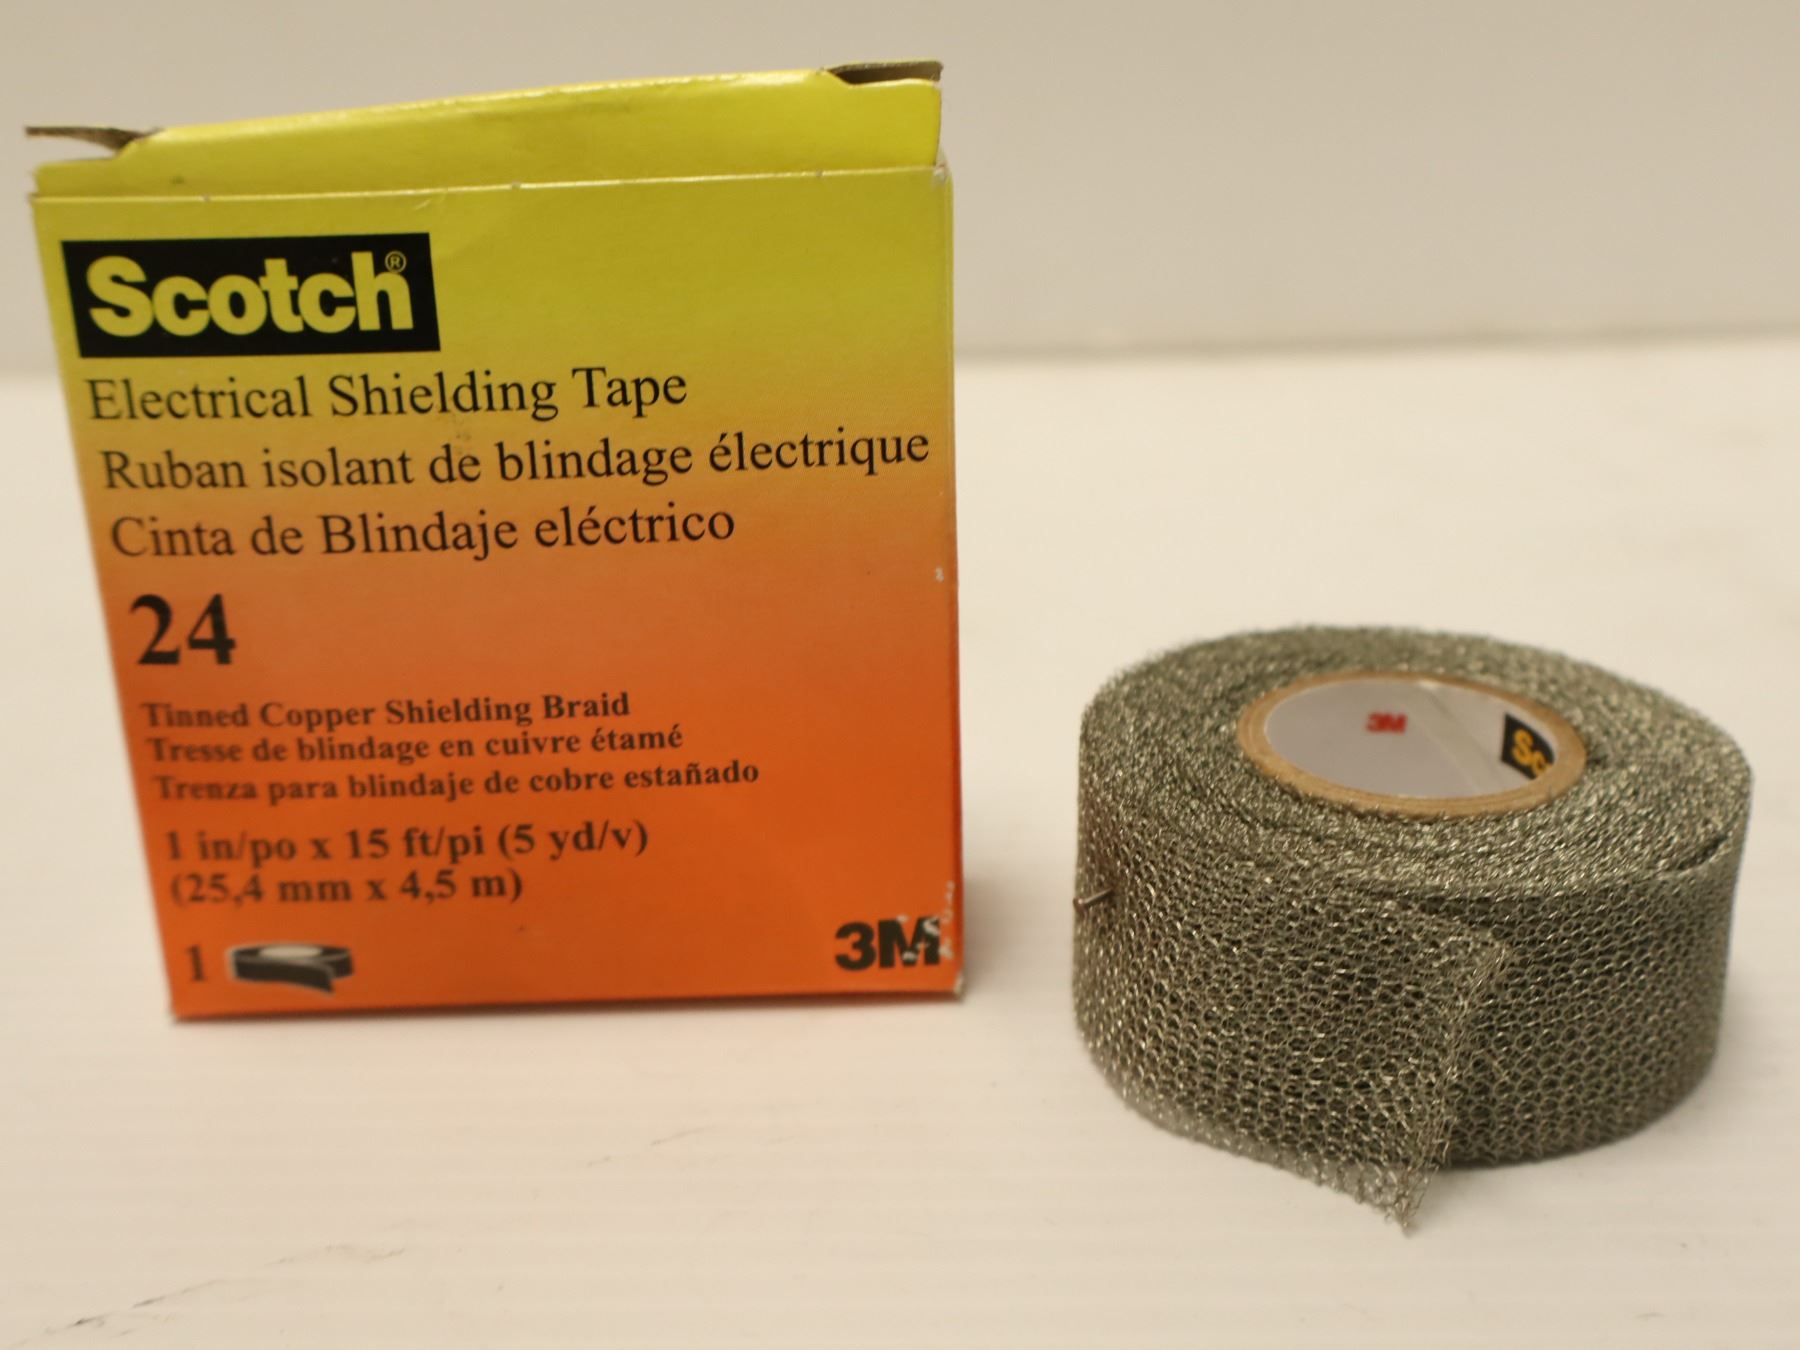 Scotch®
Electrical Shielding Tape
Ruban isolant de blindage électrique
Cinta de Blindaje eléctrico
24
Tinned Copper Shielding Braid
Tresse de blindage en cuivre étamé
Trenza para blindaje de cobre estañado
1 in/po x 15 ft/pi (5 yd/v)
(25,4 mm x 4,5 m)
1
3M
3M
Sc